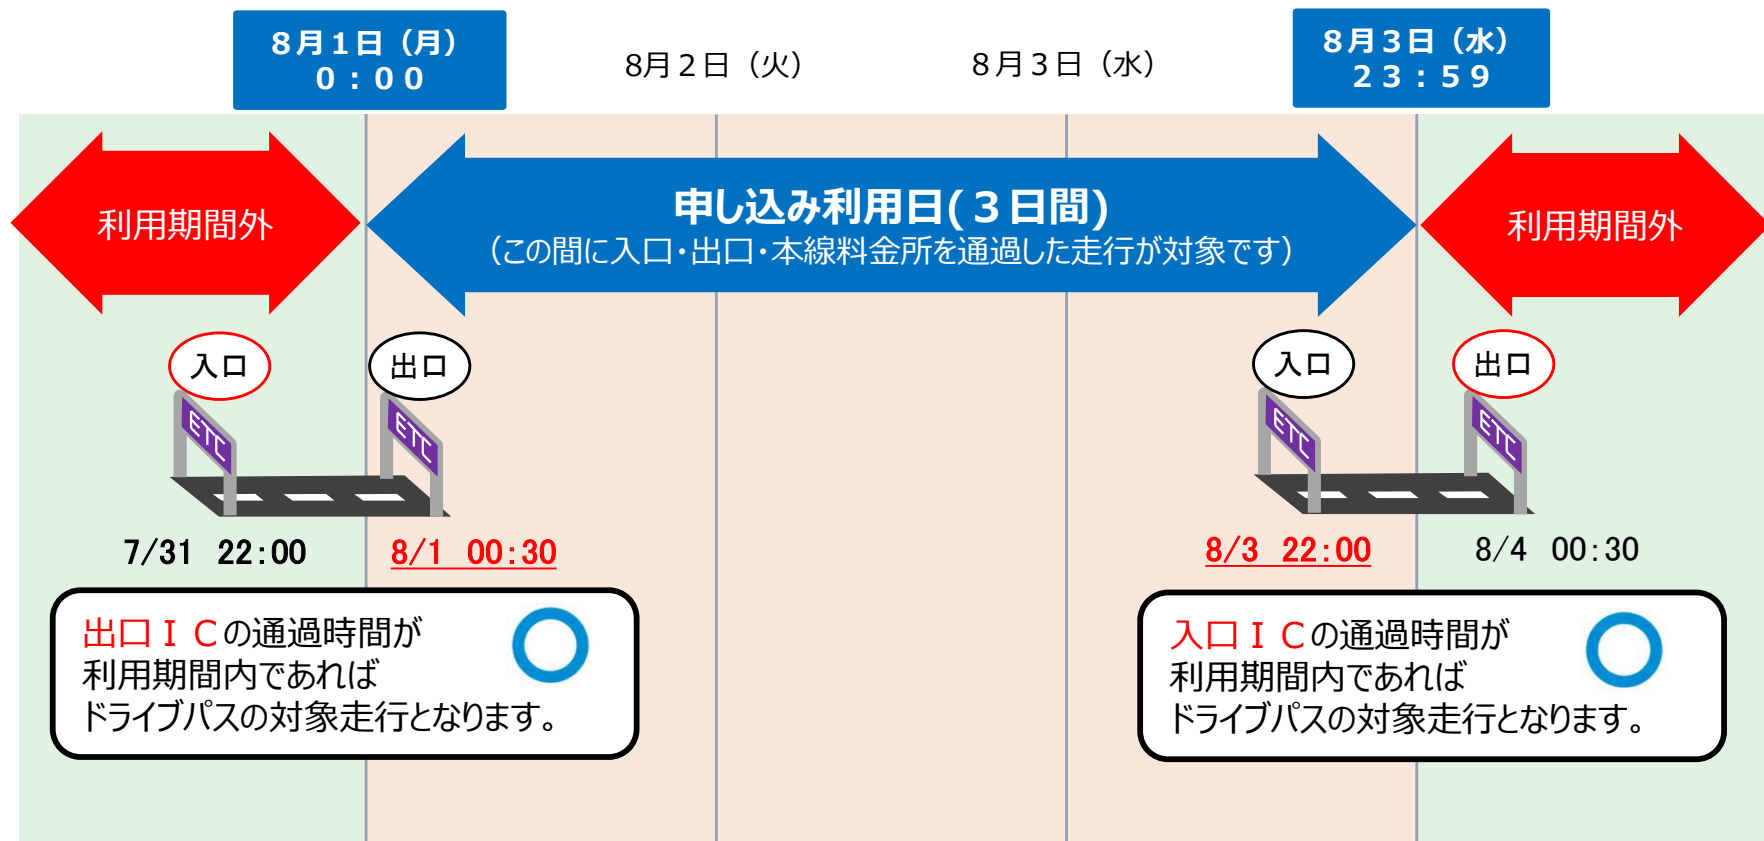 8月1日（月）
0：00
8月2日（火）
8月3日（水）
8月3日（水）
23：59
利用期間外
申し込み利用日(３日間)
（この間に入口・出口・本線料金所を通過した走行が対象です）
利用期間外
入口
出口
入口
出口
ETC
ETC
ETC
ETC
7/31 22:00
8/1 00:30
8/3 22:00
8/4 00:30
出口ＩＣの通過時間が
利用期間内であれば
ドライブパスの対象走行となります。
入口ＩＣの通過時間が
利用期間内であれば
ドライブパスの対象走行となります。